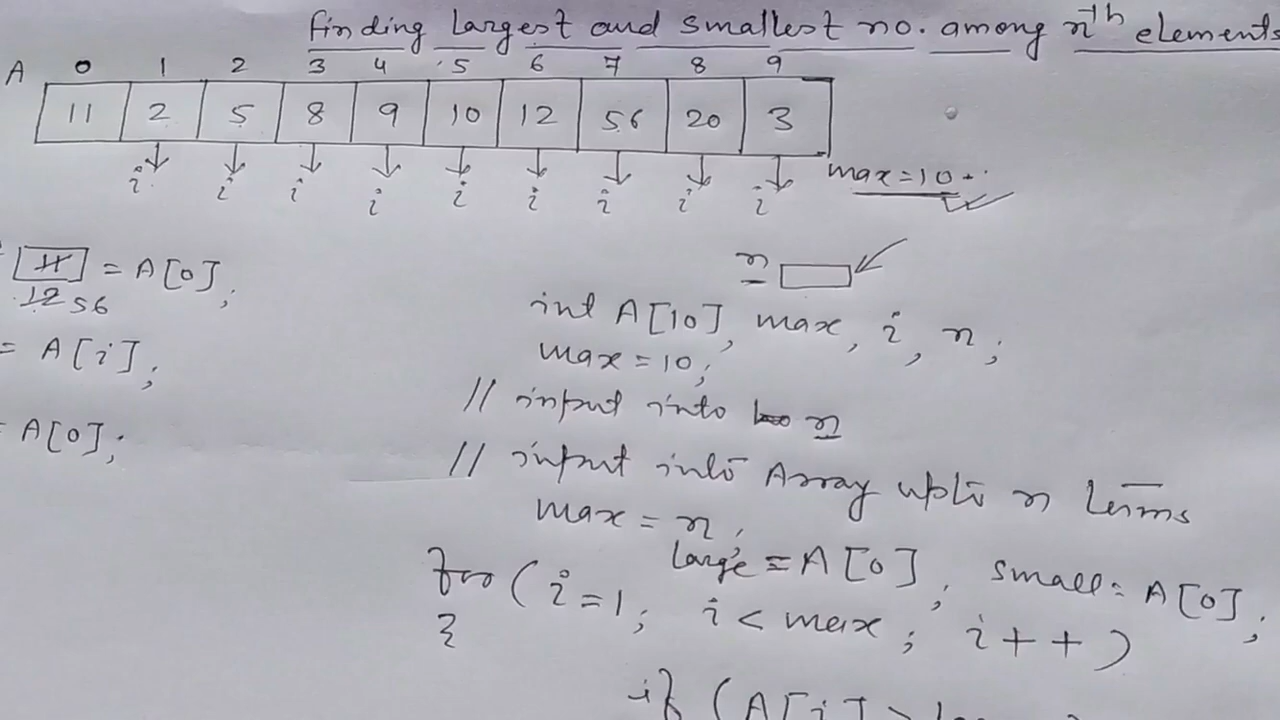 Finding Largest and smallest no. among nth elements
A 0 1 2 3 4 5 6 7 8 9
11 2 5 8 9 10 12 56 20 3
i i i i i i i i i
max=10
11 = A[0];
12 56
= A[i];
= A[0];
n
int A[10], max, i, n;
max=10;
// input into n
// input into Array upto n terms
max = n;
large = A[0]; small = A[0];
for (i=1; i < max; i++)
{
if (A[i] >